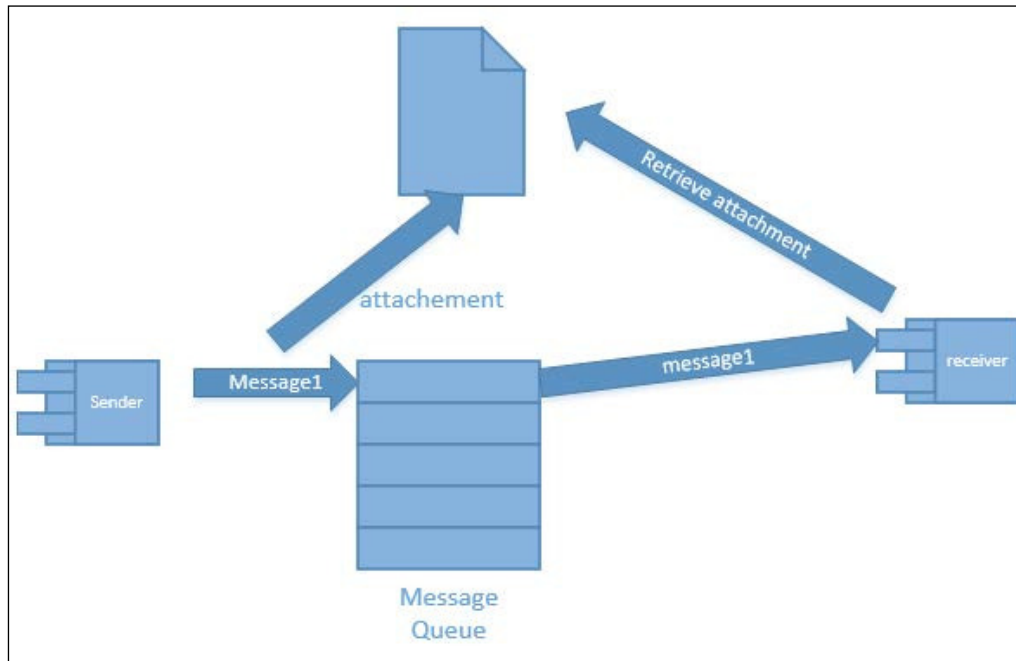 Retrieve attachment
attachement
Sender
Message1
message1
receiver
Message
Queue